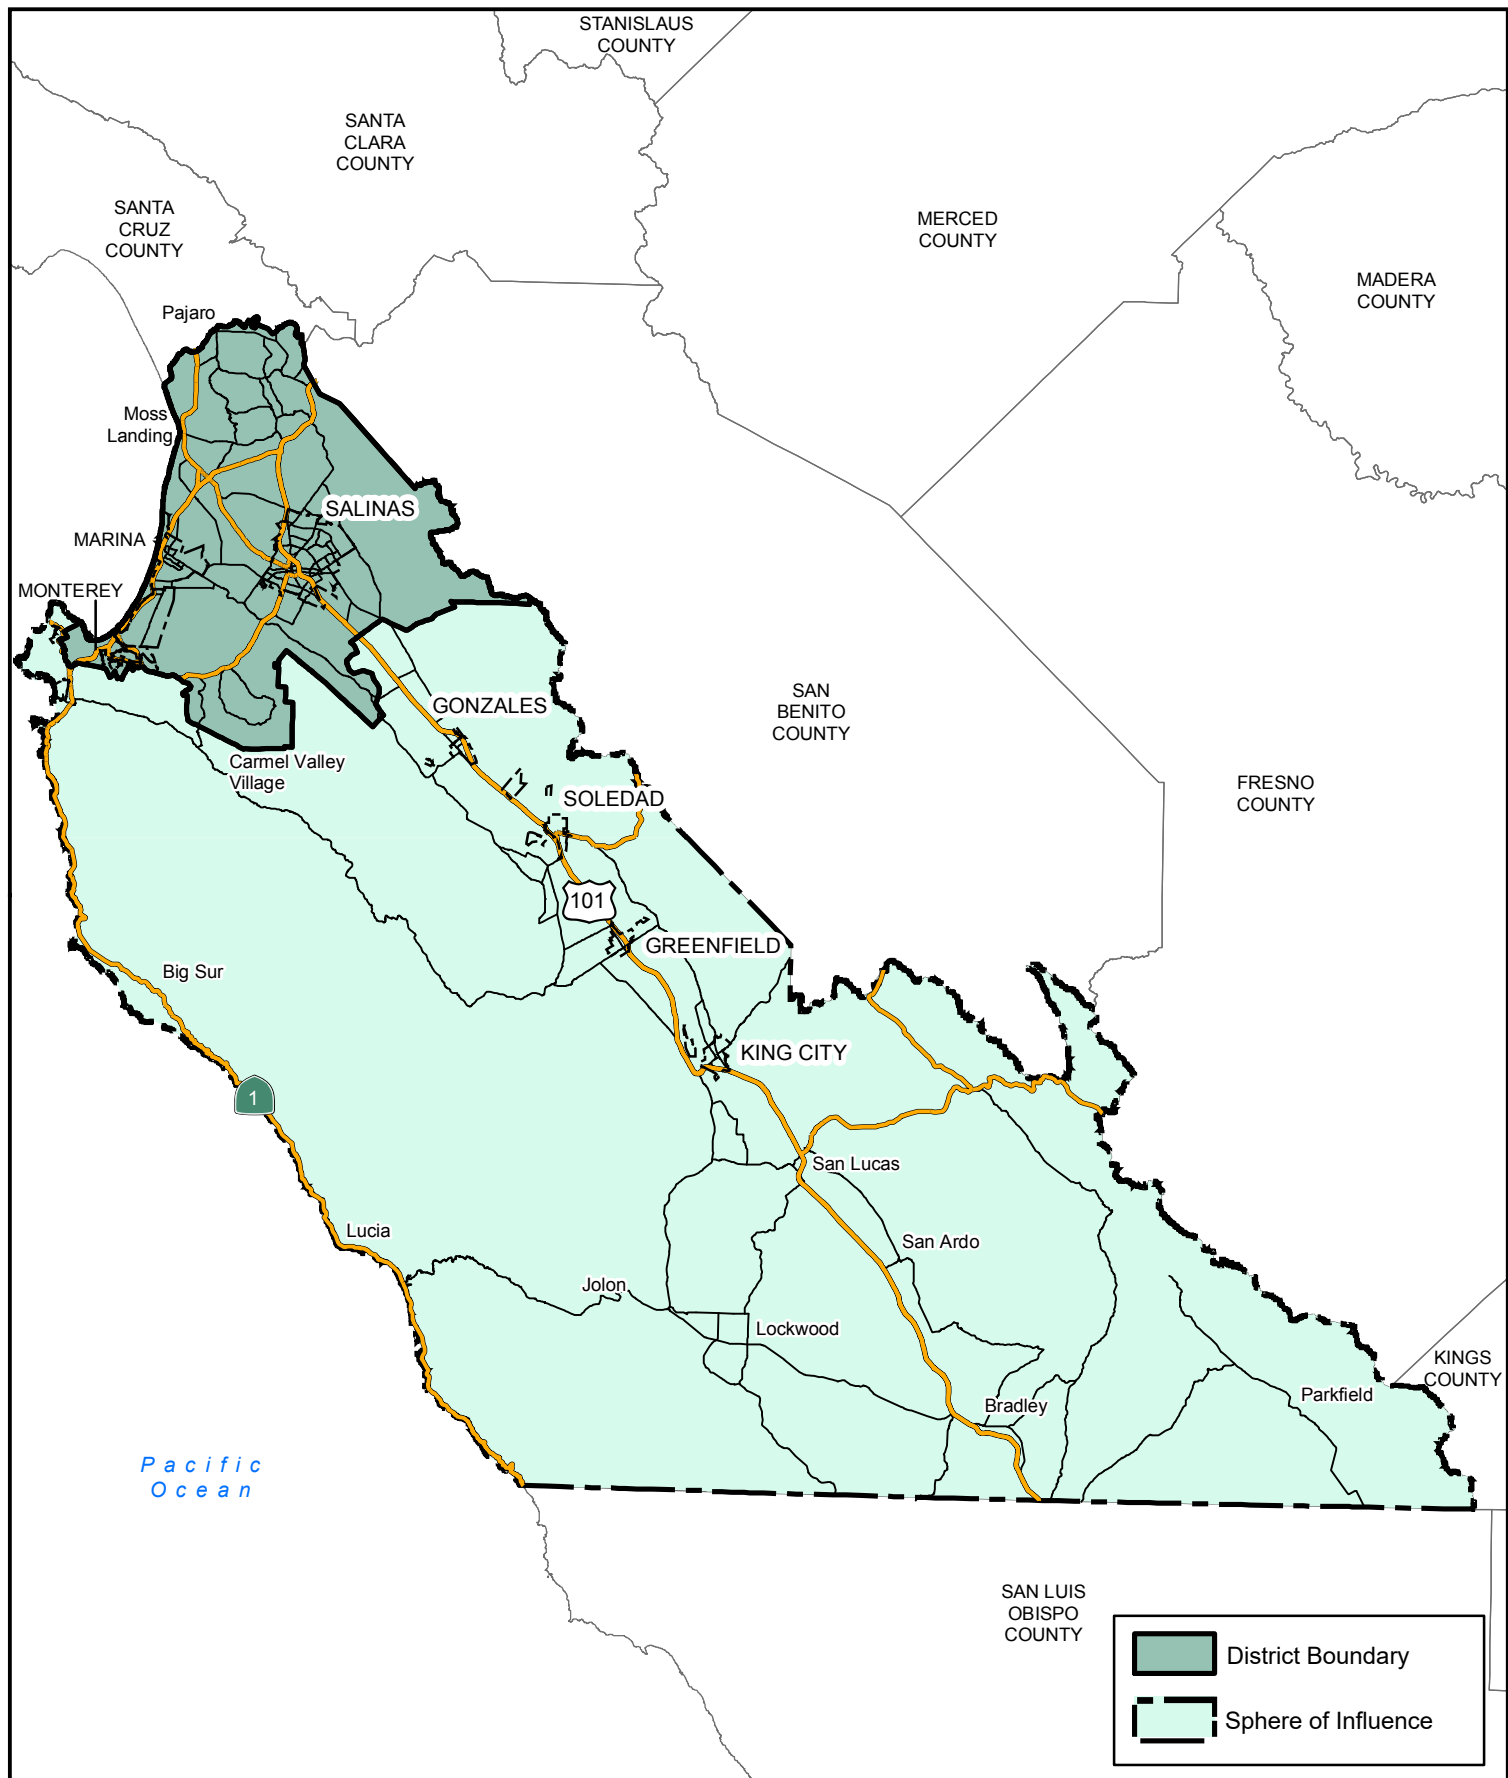 STANISLAUS
COUNTY
SANTA
CLARA
COUNTY
SANTA
CRUZ
COUNTY
MERCED
COUNTY
MADERA
COUNTY
Pajaro
Moss
Landing
SALINAS
MARINA
MONTEREY
SAN
BENITO
COUNTY
GONZALES
Carmel Valley
Village
FRESNO
COUNTY
SOLEDAD
101
GREENFIELD
Big Sur
KING CITY
1
San Lucas
Lucia
San Ardo
Jolon
Lockwood
KINGS
COUNTY
Parkfield
Bradley
Pacific
Ocean
SAN LUIS
OBISPO
COUNTY
District Boundary
Sphere of Influence